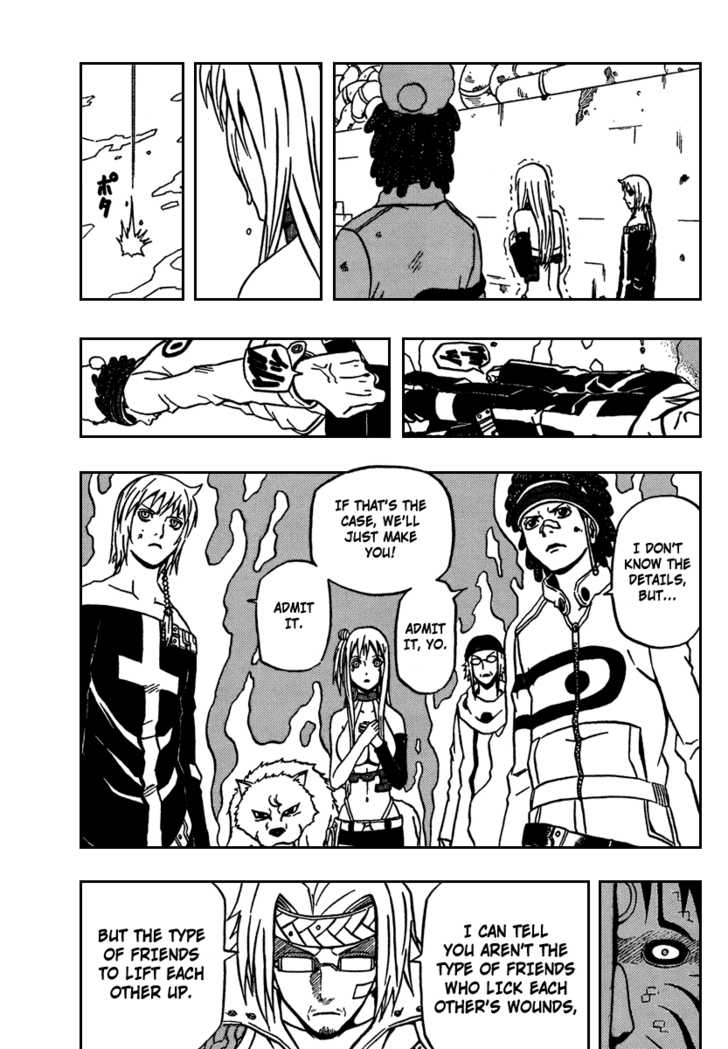 ポタ
I DON'T
KNOW THE
DETAILS,
BUT...
IF THAT'S THE
CASE, WE'LL
JUST MAKE
YOU!
ADMIT
IT, YO.
ADMIT
IT.
I CAN TELL
YOU AREN'T THE
TYPE OF FRIENDS
WHO LICK EACH
OTHER'S WOUNDS,
BUT THE TYPE
OF FRIENDS
TO LIFT EACH
OTHER UP.